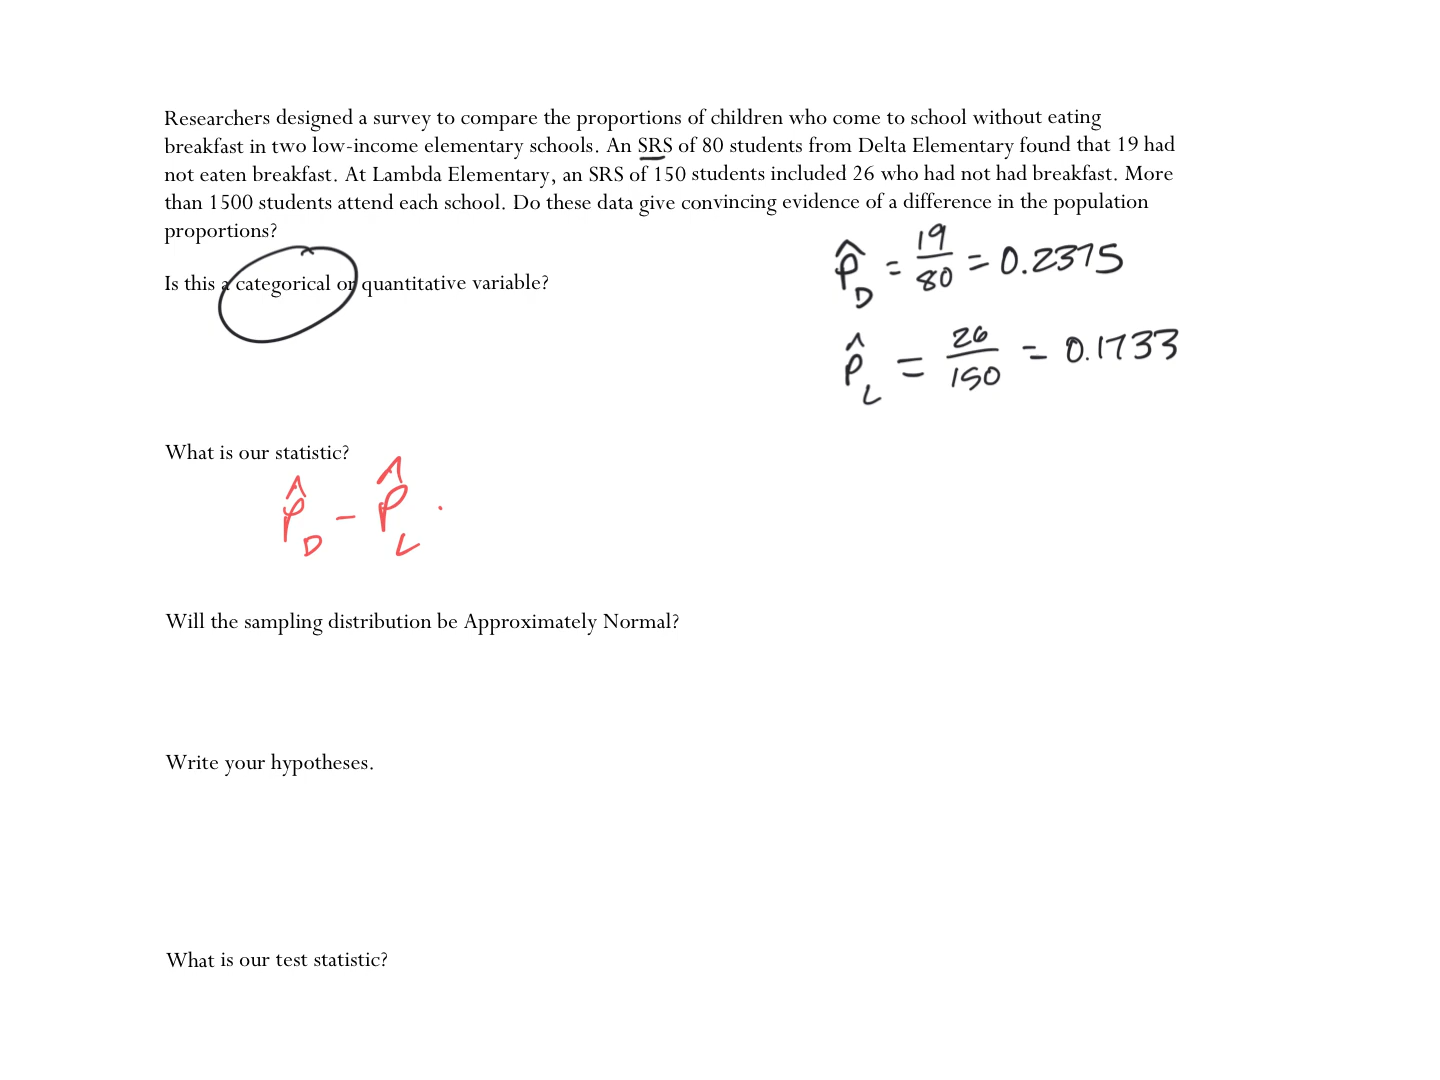 Researchers designed a survey to compare the proportions of children who come to school without eating
breakfast in two low-income elementary schools. An SRS of 80 students from Delta Elementary found that 19 had
not eaten breakfast. At Lambda Elementary, an SRS of 150 students included 26 who had not had breakfast. More
than 1500 students attend each school. Do these data give convincing evidence of a difference in the population
proportions?
p̂_D = 19/80 = 0.2375
Is this a categorical or quantitative variable?
p̂_L = 26/150 = 0.1733
What is our statistic?
p̂_D - p̂_L .
Will the sampling distribution be Approximately Normal?
Write your hypotheses.
What is our test statistic?